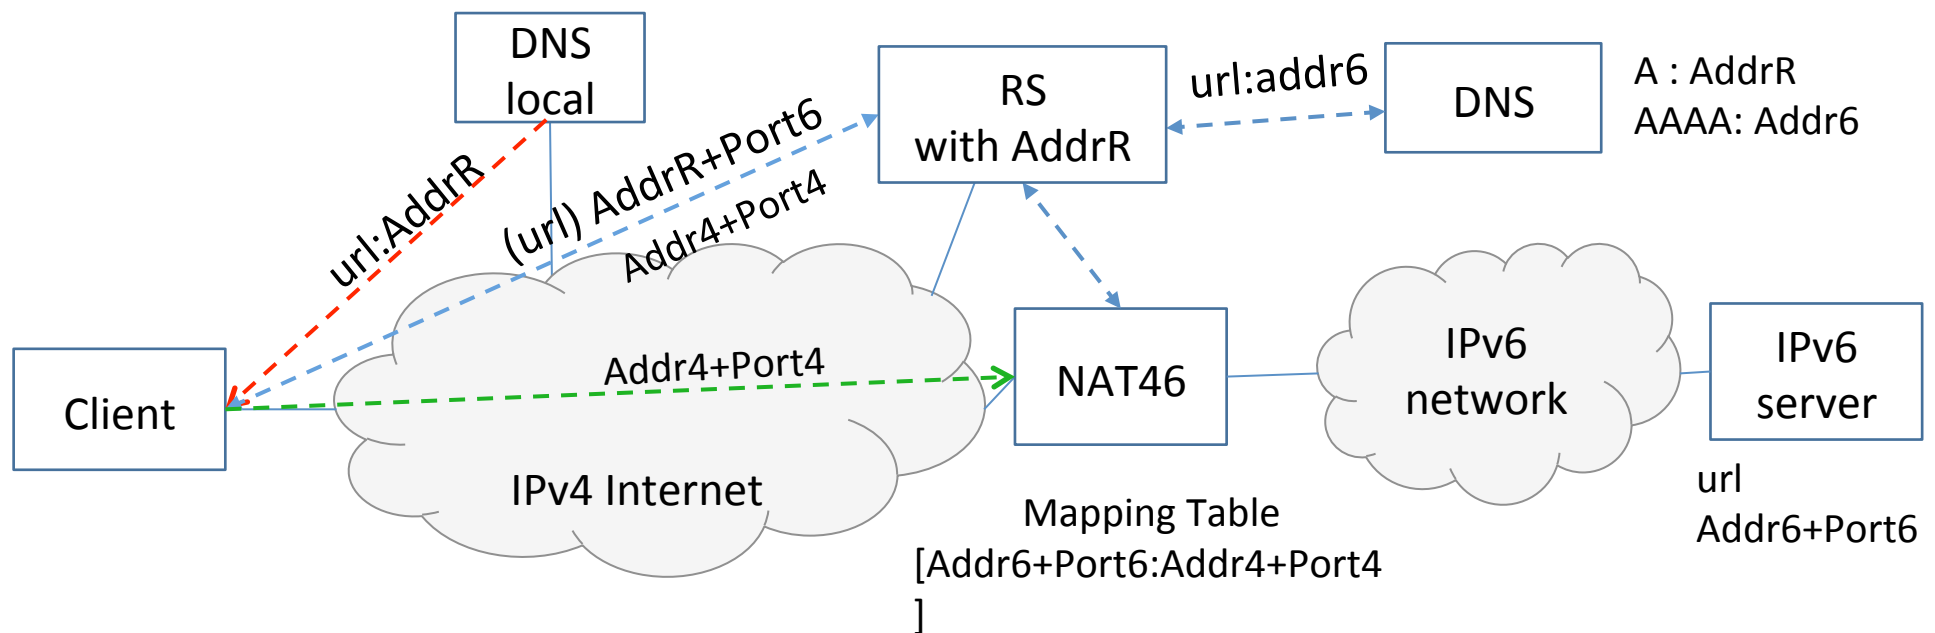 DNS
local
RS
with AddrR
url:addr6
DNS
A : AddrR
AAAA: Addr6
url:AddrR
(url) AddrR+Port6
Addr4+Port4
Client
Addr4+Port4
IPv4 Internet
NAT46
IPv6
network
IPv6
server
url
Addr6+Port6
Mapping Table
[Addr6+Port6:Addr4+Port4
]